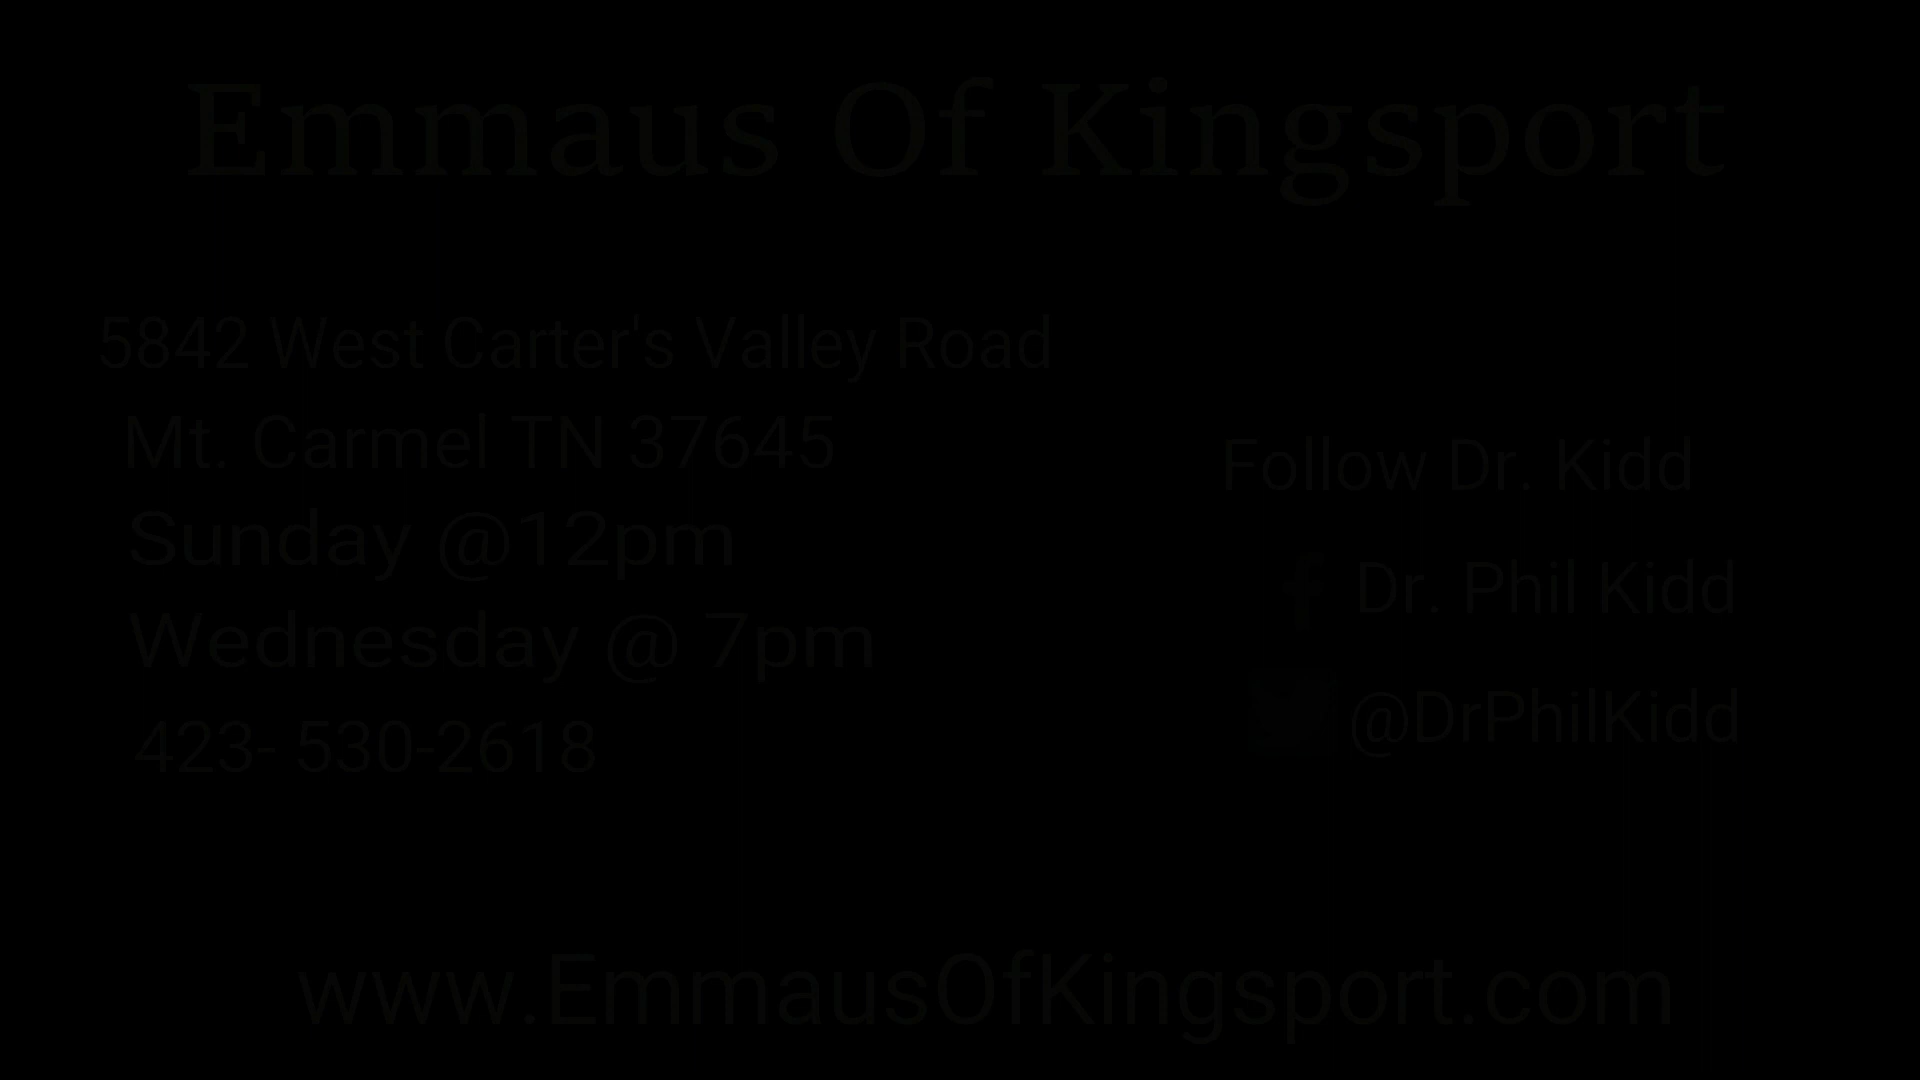 Emmaus Of Kingsport
5842 West Carter's Valley Road
Mt. Carmel TN 37645
Sunday @12pm
Wednesday @ 7pm
423- 530-2618
Follow Dr. Kidd
f Dr. Phil Kidd
@DrPhilKidd
www.EmmausOfKingsport.com